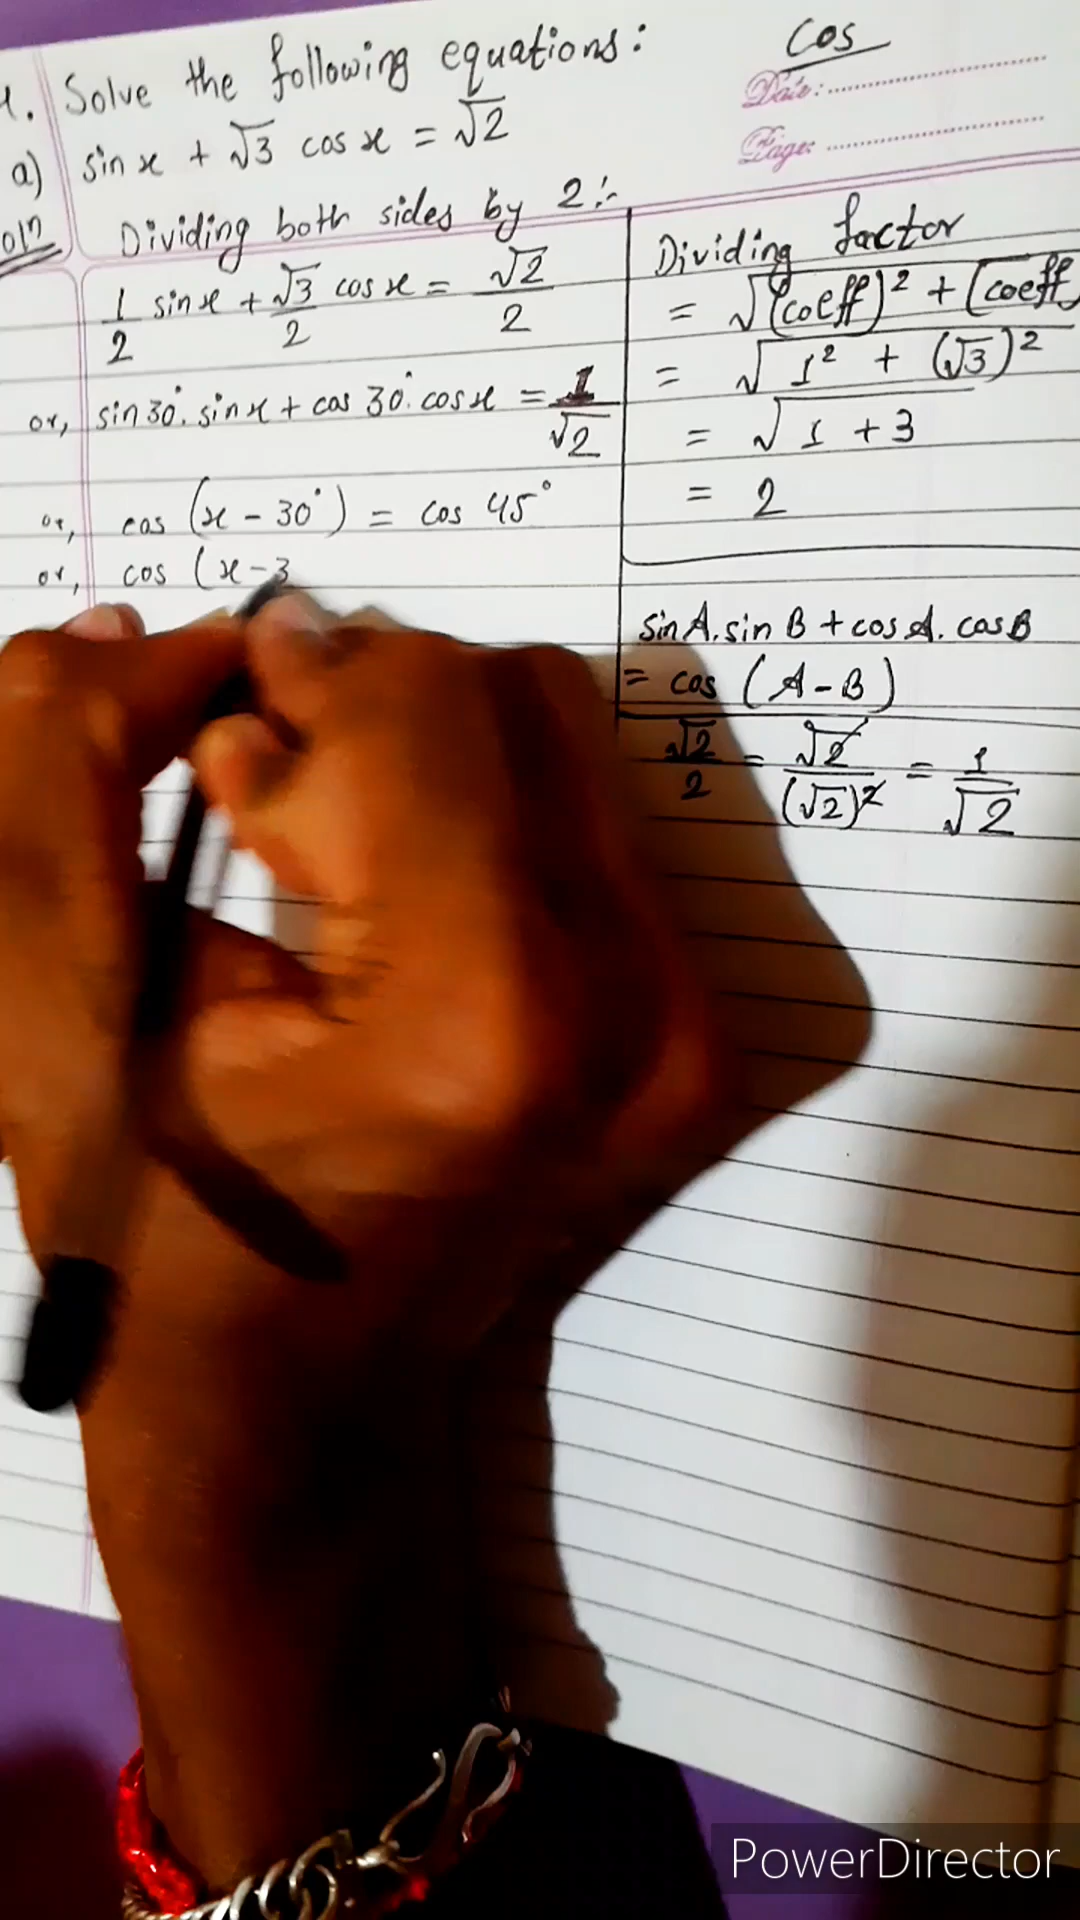 cos
1. Solve the following equations:
Date:
Page:
a) sin x + √3 cos x = √2
Soln Dividing both sides by 2:-
1/2 sin x + √3/2 cos x = √2/2
or, sin 30°. sin x + cos 30°. cos x = 1/√2
or, cos (x - 30°) = cos 45°
or, cos (x - 3
Dividing factor
= √(coeff)² + (coeff
= √1² + (√3)²
= √1 + 3
= 2
sin A. sin B + cos A. cos B
= cos (A - B)
√2/2 = √2/(√2)² = 1/√2
PowerDirector